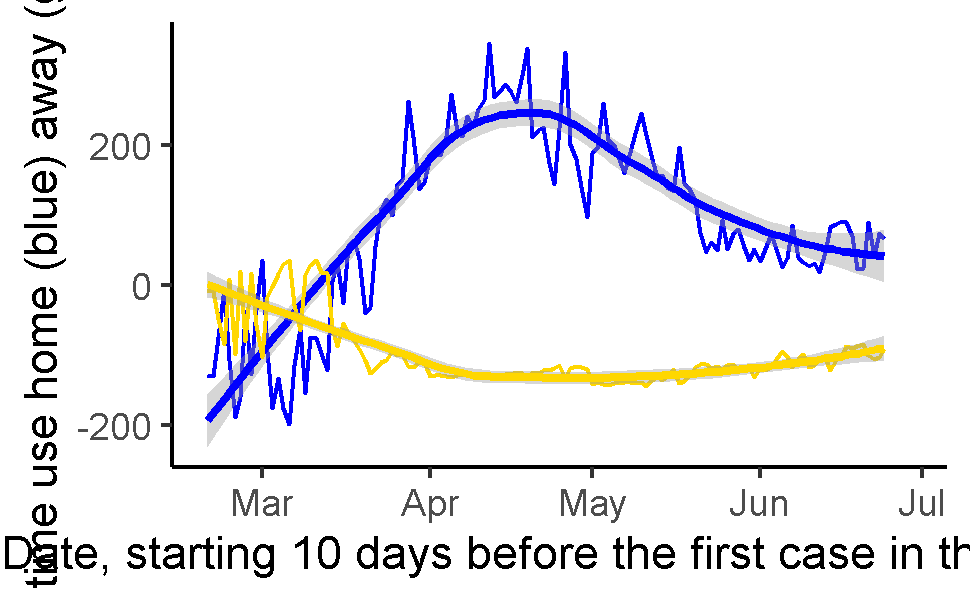 time use home (blue) away (
200
0
-200
Mar Apr May Jun Jul
Date, starting 10 days before the first case in th